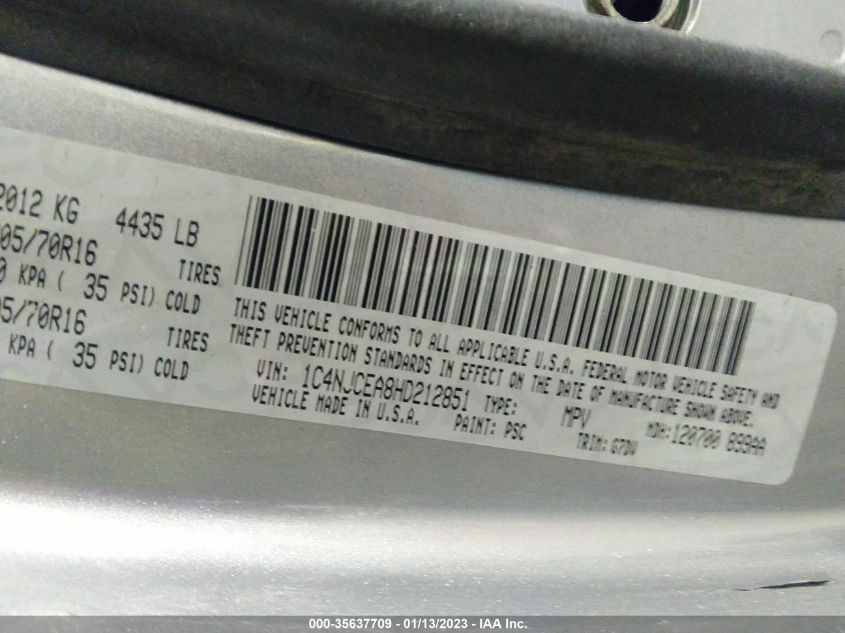 2012 KG 4435 LB
05/70R16 TIRES
0 KPA ( 35 PSI) COLD
05/70R16 TIRES
KPA ( 35 PSI) COLD
THIS VEHICLE CONFORMS TO ALL APPLICABLE U.S.A. FEDERAL MOTOR VEHICLE SAFETY AND
THEFT PREVENTION STANDARDS IN EFFECT ON THE DATE OF MANUFACTURE SHOWN ABOVE.
VIN: 1C4NJCEA8HD212851 TYPE: MPV MDH:120700 899AA
VEHICLE MADE IN U.S.A. PAINT: PSC TRIM: G7DV
000-35637709 - 01/13/2023 - IAA Inc.